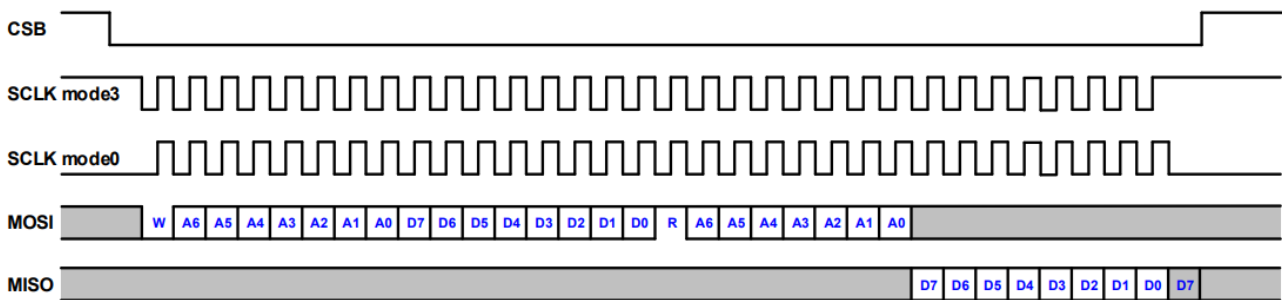 CSB
SCLK mode3
SCLK mode0
MOSI W A6 A5 A4 A3 A2 A1 A0 D7 D6 D5 D4 D3 D2 D1 D0 R A6 A5 A4 A3 A2 A1 A0
MISO D7 D6 D5 D4 D3 D2 D1 D0 D7